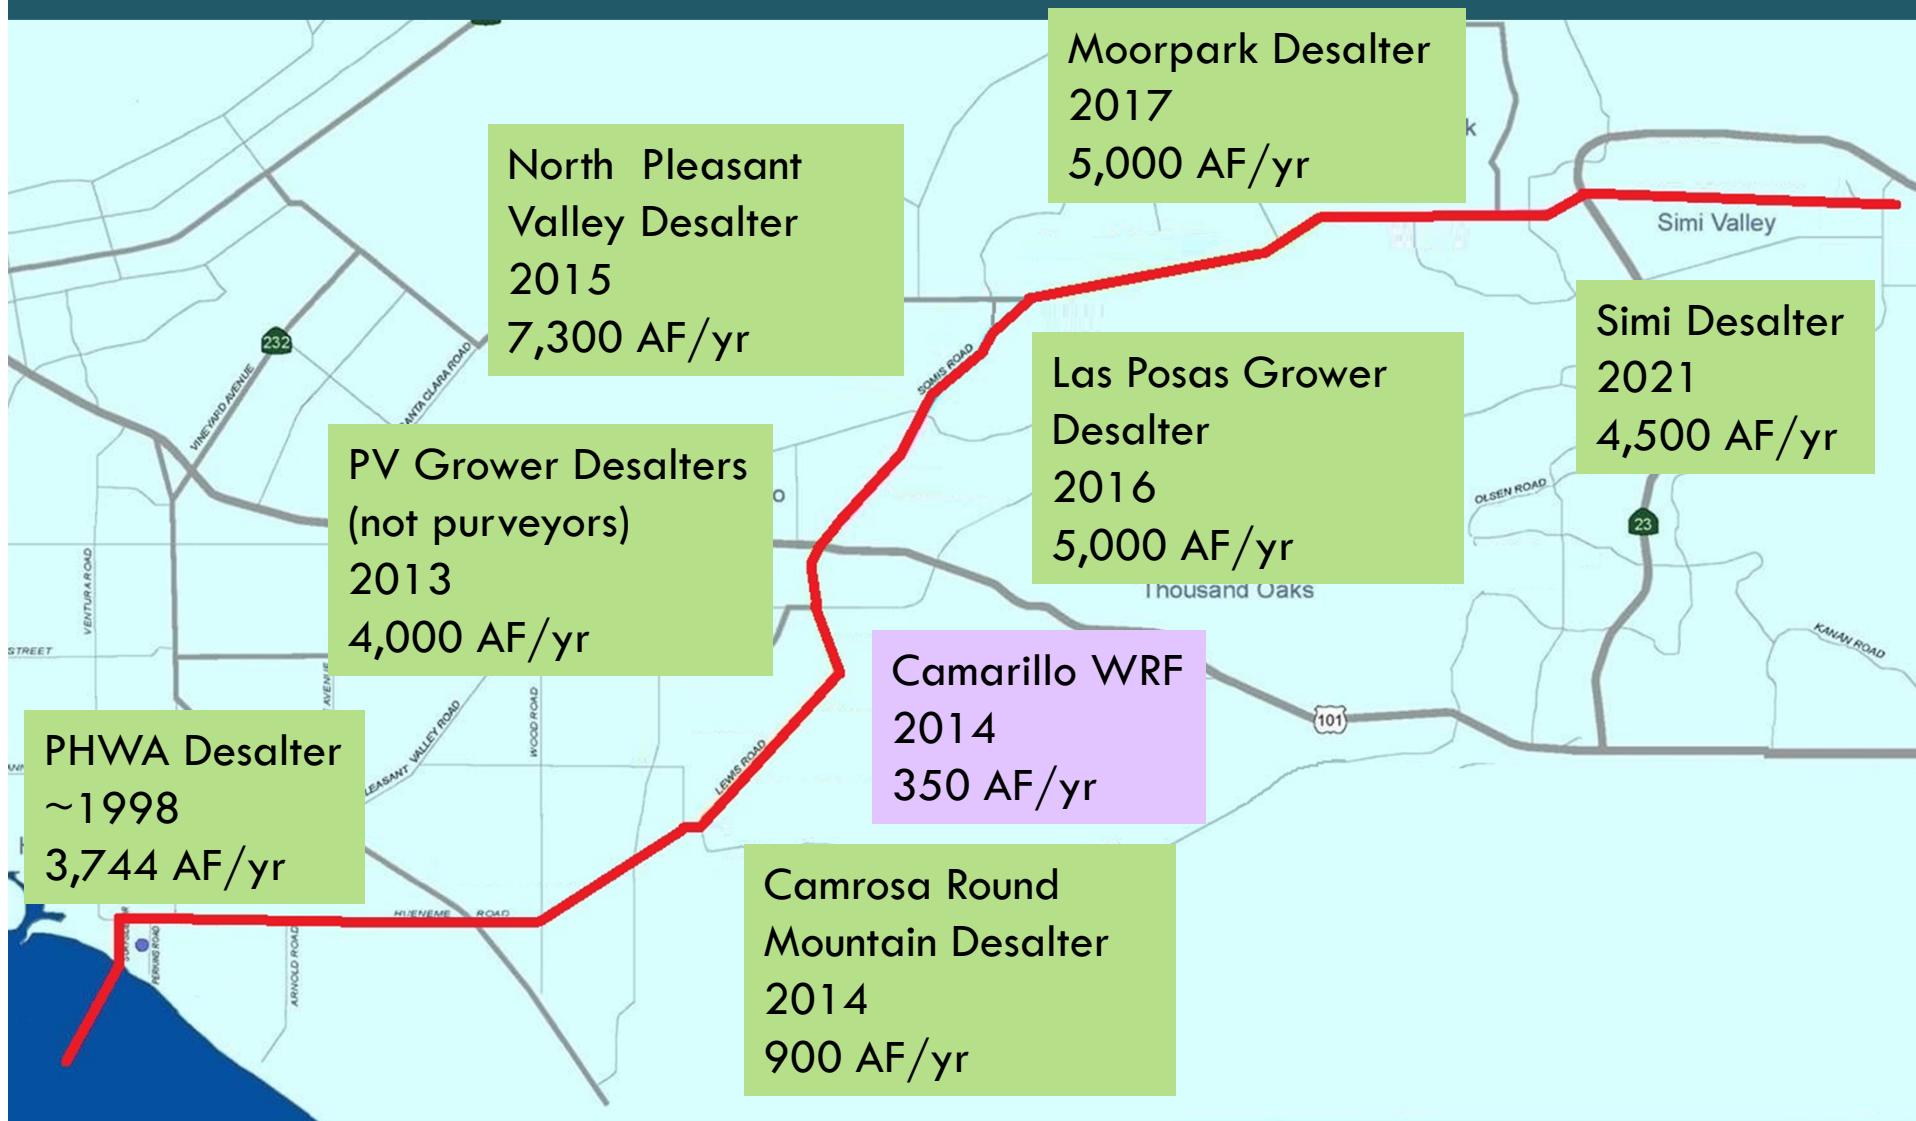 Moorpark Desalter
2017
5,000 AF/yr
North Pleasant
Valley Desalter
2015
7,300 AF/yr
Simi Valley
232
VINEYARD AVENUE
SOMIS ROAD
Simi Desalter
2021
4,500 AF/yr
Las Posas Grower
Desalter
2016
5,000 AF/yr
PV Grower Desalters
(not purveyors)
2013
4,000 AF/yr
OLSEN ROAD
23
Thousand Oaks
VENTURA ROAD
STREET
AVENUE
KANAN ROAD
Camarillo WRF
2014
350 AF/yr
101
WOOD ROAD
VALLEY ROAD
LEWIS ROAD
PHWA Desalter
~1998
3,744 AF/yr
Camrosa Round
Mountain Desalter
2014
900 AF/yr
HUENEME ROAD
PERKINS ROAD
ARNOLD ROAD